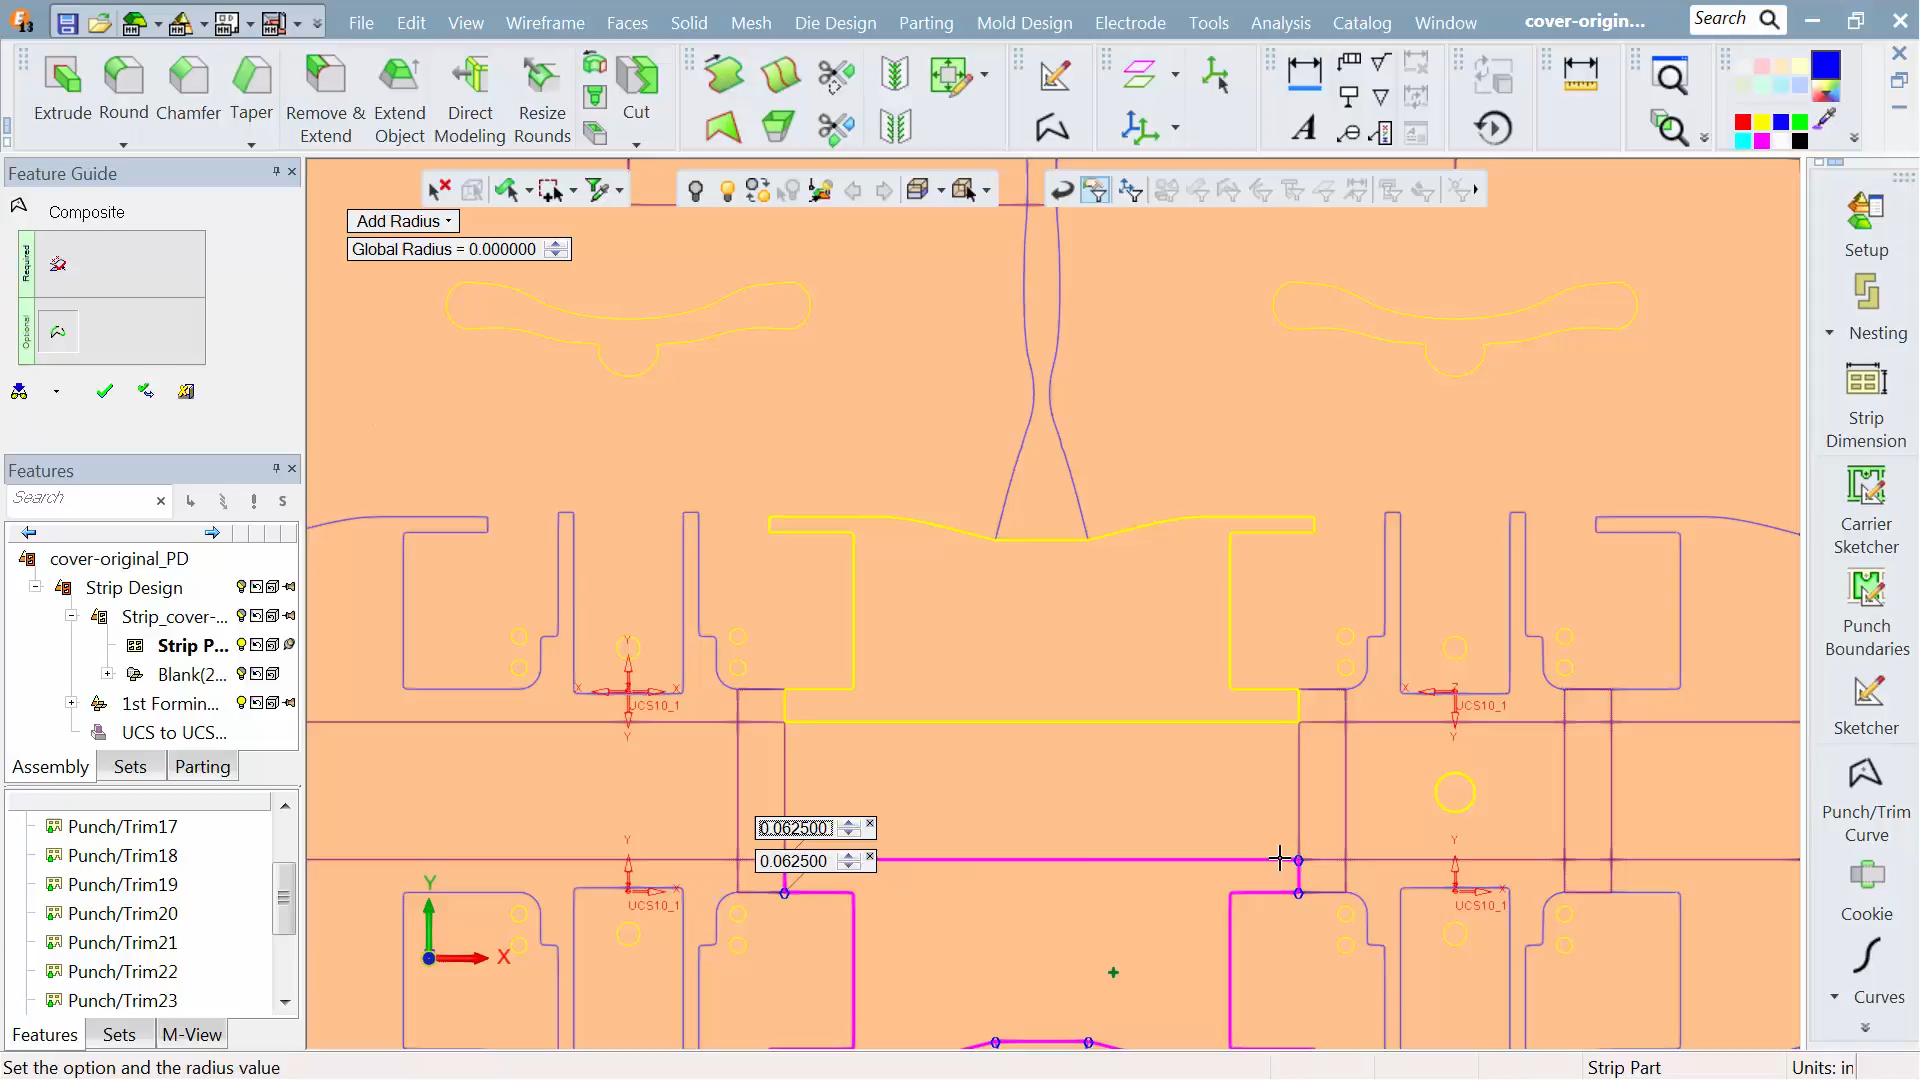 File Edit View Wireframe Faces Solid Mesh Die Design Parting Mold Design Electrode Tools Analysis Catalog Window cover-origin... Search
Extrude Round Chamfer Taper Remove & Extend Extend Object Direct Modeling Resize Rounds Cut
Feature Guide
Composite
Required
Optional
Add Radius
Global Radius = 0.000000
Features
Search
S
cover-original_PD
Strip Design
Strip_cover-...
Strip P...
Blank(2...
1st Formin...
UCS to UCS...
Assembly Sets Parting
Punch/Trim17
Punch/Trim18
Punch/Trim19
Punch/Trim20
Punch/Trim21
Punch/Trim22
Punch/Trim23
Features Sets M-View
Y
X X
UCS10_1
Y
X Z
UCS10_1
Y
0.062500
0.062500
Y
X
UCS10_1
Y
X
UCS10_1
Y
X
Setup
Nesting
Strip
Dimension
Carrier
Sketcher
Punch
Boundaries
Sketcher
Punch/Trim
Curve
Cookie
Curves
Set the option and the radius value
Strip Part
Units: in